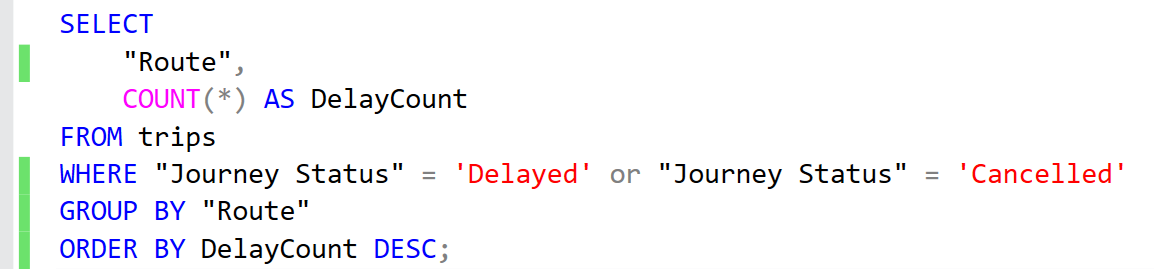 SELECT
"Route",
COUNT(*) AS DelayCount
FROM trips
WHERE "Journey Status" = 'Delayed' or "Journey Status" = 'Cancelled'
GROUP BY "Route"
ORDER BY DelayCount DESC;